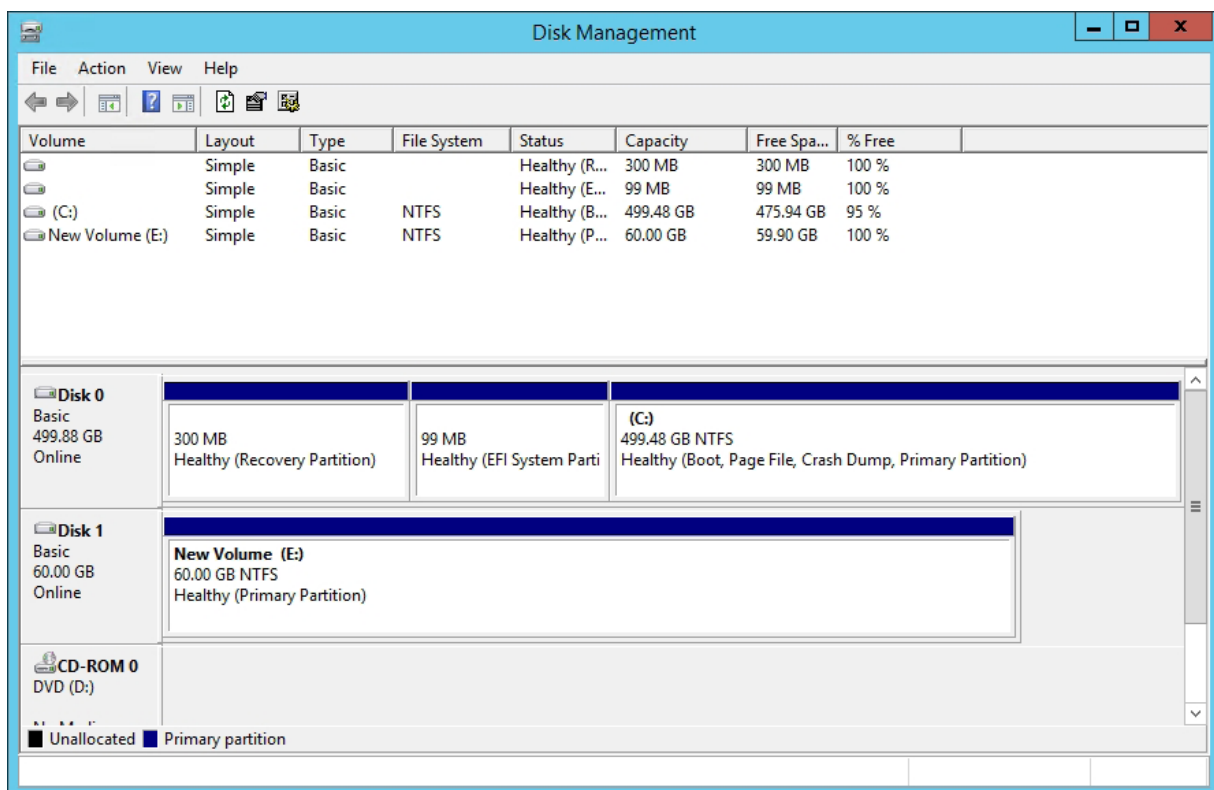 Disk Management
File Action View Help
Volume Layout Type File System Status Capacity Free Spa... % Free
Simple Basic Healthy (R... 300 MB 300 MB 100 %
Simple Basic Healthy (E... 99 MB 99 MB 100 %
(C:) Simple Basic NTFS Healthy (B... 499.48 GB 475.94 GB 95 %
New Volume (E:) Simple Basic NTFS Healthy (P... 60.00 GB 59.90 GB 100 %
Disk 0
Basic
499.88 GB
Online
300 MB
Healthy (Recovery Partition)
99 MB
Healthy (EFI System Parti
(C:)
499.48 GB NTFS
Healthy (Boot, Page File, Crash Dump, Primary Partition)
Disk 1
Basic
60.00 GB
Online
New Volume (E:)
60.00 GB NTFS
Healthy (Primary Partition)
CD-ROM 0
DVD (D:)
Unallocated Primary partition